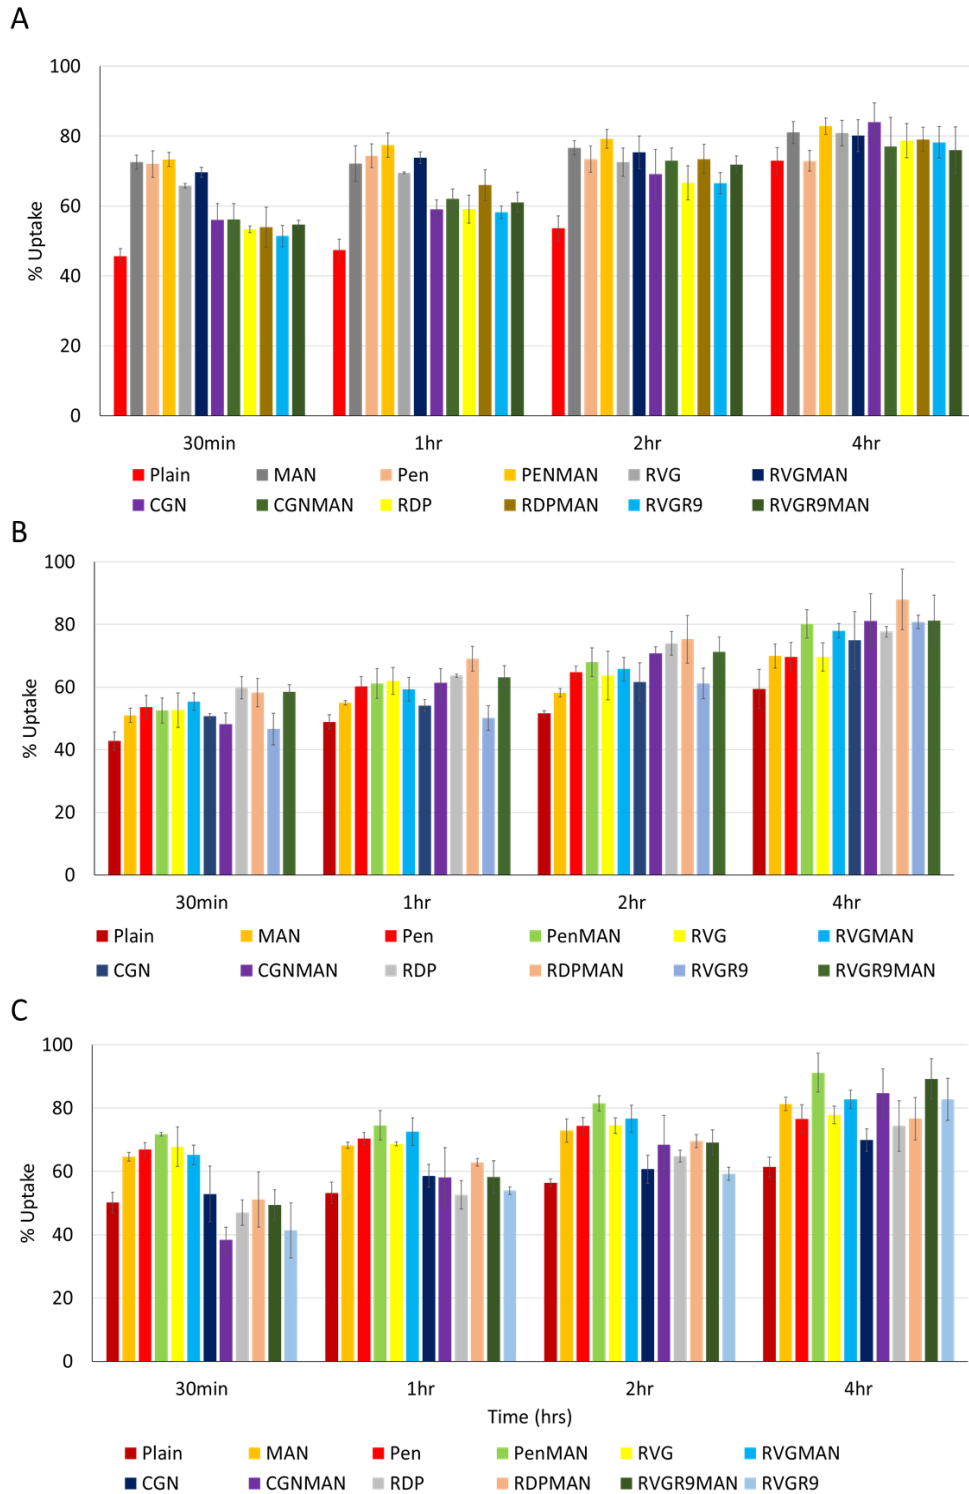 A
100
80
60
40
20
0
% Uptake
30min 1hr 2hr 4hr
Plain MAN Pen PENMAN RVG RVGMAN
CGN CGNMAN RDP RDPMAN RVGR9 RVGR9MAN
B
100
80
60
40
20
0
% Uptake
30min 1hr 2hr 4hr
Plain MAN Pen PenMAN RVG RVGMAN
CGN CGNMAN RDP RDPMAN RVGR9 RVGR9MAN
C
100
80
60
40
20
0
% Uptake
30min 1hr 2hr 4hr
Time (hrs)
Plain MAN Pen PenMAN RVG RVGMAN
CGN CGNMAN RDP RDPMAN RVGR9MAN RVGR9